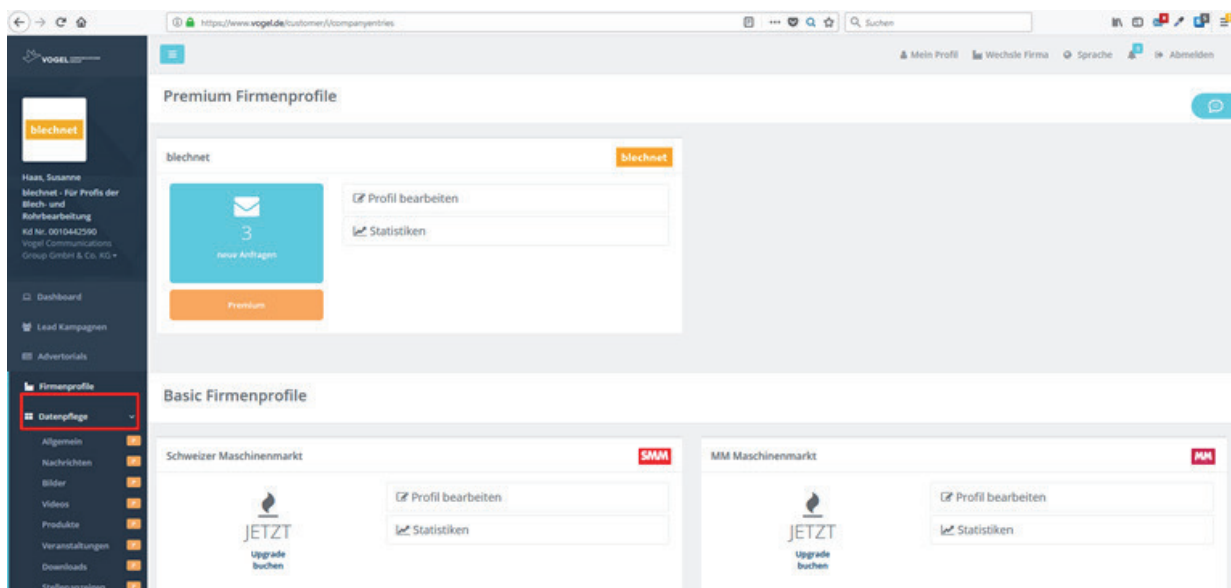 https://www.vogel.de/customer/i/companyentries
Suchen
VOGEL
Mein Profil
Wechsle Firma
Sprache
Abmelden
Premium Firmenprofile
blechnet
Haas, Susanne
blechnet - Für Profis der
Blech- und
Rohrbearbeitung
Kd Nr. 0010442590
Vogel Communications
Group GmbH & Co. KG
blechnet
blechnet
3
neue Anfragen
Premium
Profil bearbeiten
Statistiken
Dashboard
Lead Kampagnen
Advertorials
Firmenprofile
Datenpflege
Allgemein
Nachrichten
Bilder
Videos
Produkte
Veranstaltungen
Downloads
Stellenanzeigen
Basic Firmenprofile
Schweizer Maschinenmarkt
SMM
JETZT
Upgrade
buchen
Profil bearbeiten
Statistiken
MM Maschinenmarkt
MM
JETZT
Upgrade
buchen
Profil bearbeiten
Statistiken